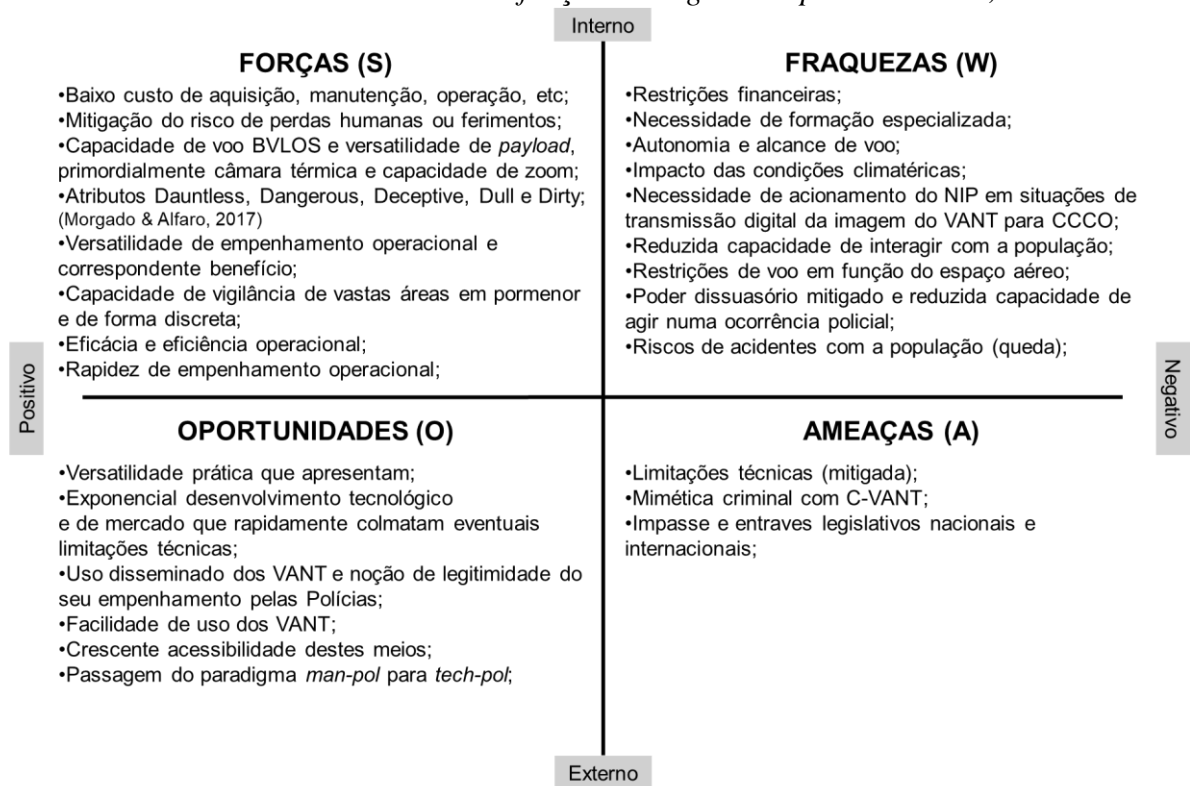 Interno
FORÇAS (S)
•Baixo custo de aquisição, manutenção, operação, etc;
•Mitigação do risco de perdas humanas ou ferimentos;
•Capacidade de voo BVLOS e versatilidade de payload,
primordialmente câmara térmica e capacidade de zoom;
•Atributos Dauntless, Dangerous, Deceptive, Dull e Dirty;
(Morgado & Alfaro, 2017)
•Versatilidade de empenhamento operacional e
correspondente benefício;
•Capacidade de vigilância de vastas áreas em pormenor
e de forma discreta;
•Eficácia e eficiência operacional;
•Rapidez de empenhamento operacional;
FRAQUEZAS (W)
•Restrições financeiras;
•Necessidade de formação especializada;
•Autonomia e alcance de voo;
•Impacto das condições climatéricas;
•Necessidade de acionamento do NIP em situações de
transmissão digital da imagem do VANT para CCCO;
•Reduzida capacidade de interagir com a população;
•Restrições de voo em função do espaço aéreo;
•Poder dissuasório mitigado e reduzida capacidade de
agir numa ocorrência policial;
•Riscos de acidentes com a população (queda);
Positivo
Negativo
OPORTUNIDADES (O)
•Versatilidade prática que apresentam;
•Exponencial desenvolvimento tecnológico
e de mercado que rapidamente colmatam eventuais
limitações técnicas;
•Uso disseminado dos VANT e noção de legitimidade do
seu empenhamento pelas Polícias;
•Facilidade de uso dos VANT;
•Crescente acessibilidade destes meios;
•Passagem do paradigma man-pol para tech-pol;
AMEAÇAS (A)
•Limitações técnicas (mitigada);
•Mimética criminal com C-VANT;
•Impasse e entraves legislativos nacionais e
internacionais;
Externo